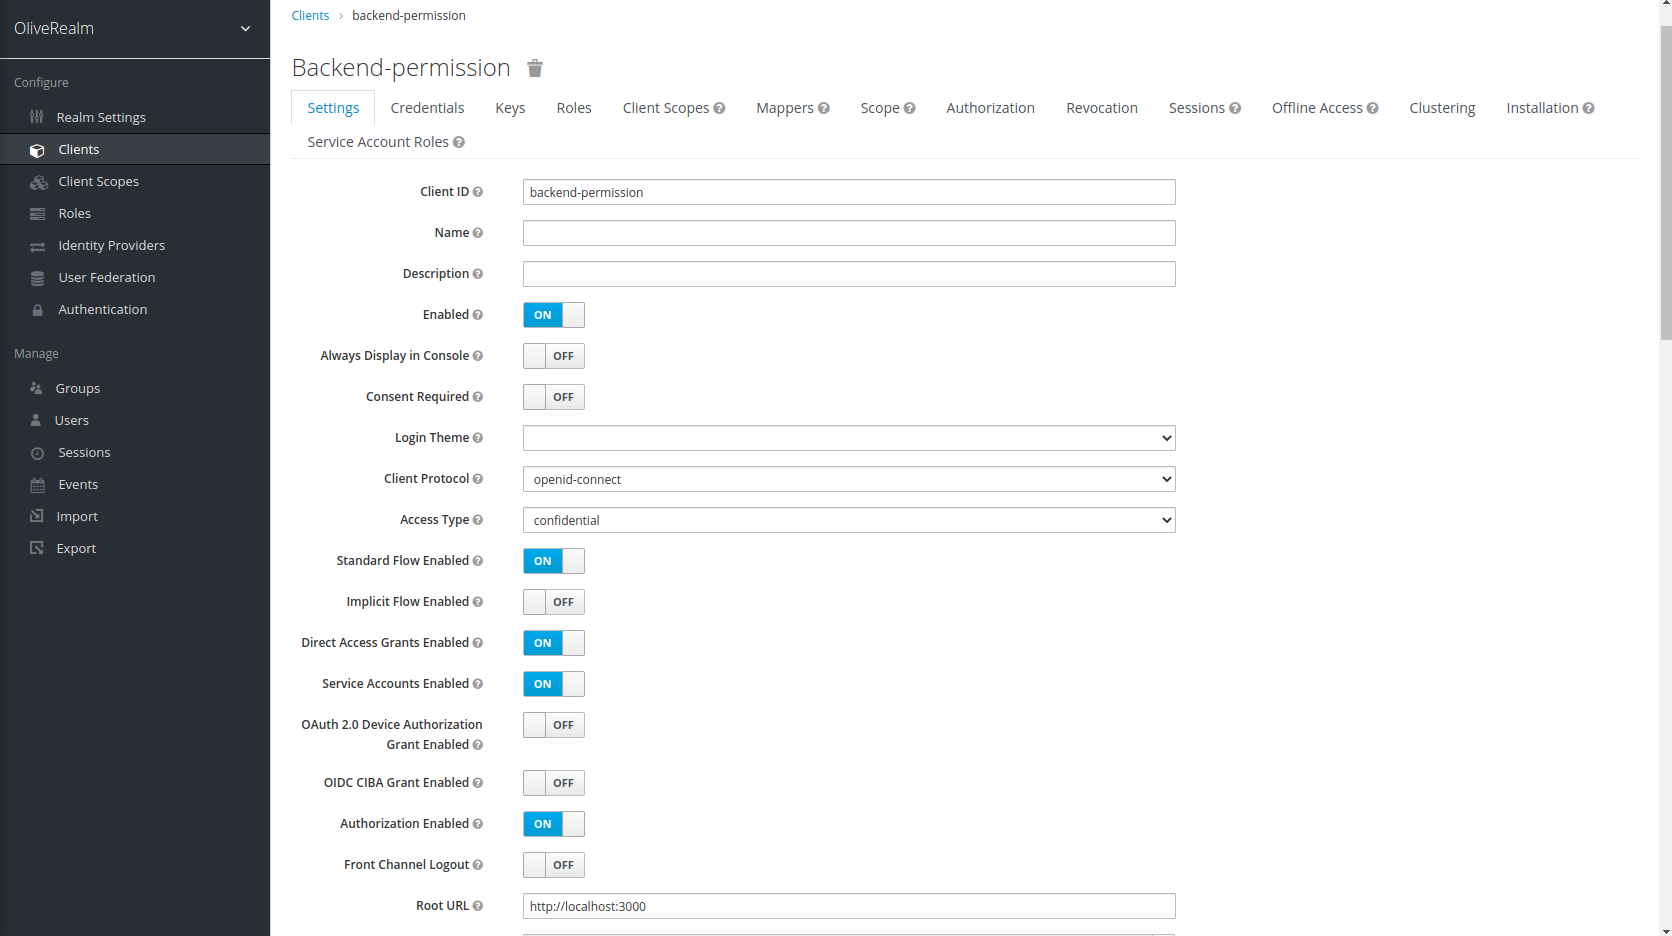 OliveRealm
Configure
Realm Settings
Clients
Client Scopes
Roles
Identity Providers
User Federation
Authentication
Manage
Groups
Users
Sessions
Events
Import
Export
Clients › backend-permission
Backend-permission
Settings Credentials Keys Roles Client Scopes Mappers Scope Authorization Revocation Sessions Offline Access Clustering Installation
Service Account Roles
Client ID backend-permission
Name
Description
Enabled ON
Always Display in Console OFF
Consent Required OFF
Login Theme
Client Protocol openid-connect
Access Type confidential
Standard Flow Enabled ON
Implicit Flow Enabled OFF
Direct Access Grants Enabled ON
Service Accounts Enabled ON
OAuth 2.0 Device Authorization OFF
Grant Enabled
OIDC CIBA Grant Enabled OFF
Authorization Enabled ON
Front Channel Logout OFF
Root URL http://localhost:3000